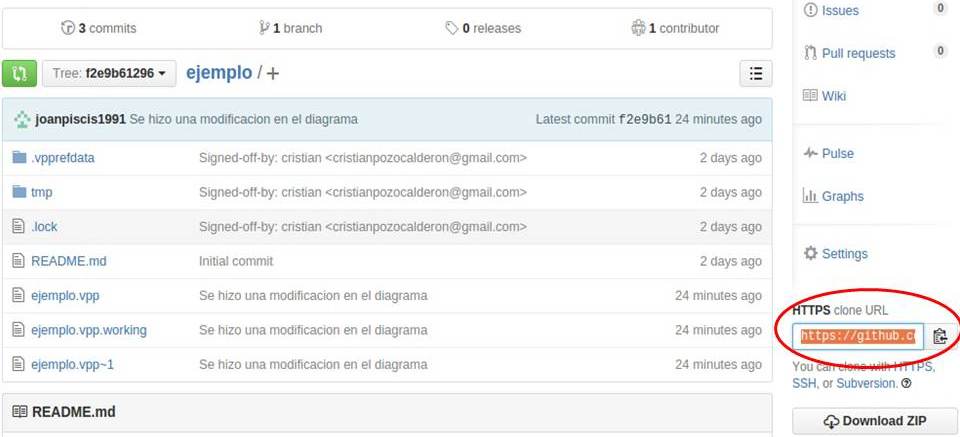 3 commits 1 branch 0 releases 1 contributor
Tree: f2e9b61296 ejemplo / +
joanpiscis1991 Se hizo una modificacion en el diagrama Latest commit f2e9b61 24 minutes ago
.vpprefdata Signed-off-by: cristian <cristianpozocalderon@gmail.com> 2 days ago
tmp Signed-off-by: cristian <cristianpozocalderon@gmail.com> 2 days ago
.lock Signed-off-by: cristian <cristianpozocalderon@gmail.com> 2 days ago
README.md Initial commit 2 days ago
ejemplo.vpp Se hizo una modificacion en el diagrama 24 minutes ago
ejemplo.vpp.working Se hizo una modificacion en el diagrama 24 minutes ago
ejemplo.vpp~1 Se hizo una modificacion en el diagrama 24 minutes ago
README.md
Issues 0
Pull requests 0
Wiki
Pulse
Graphs
Settings
HTTPS clone URL
https://github.c
You can clone with HTTPS,
SSH, or Subversion.
Download ZIP